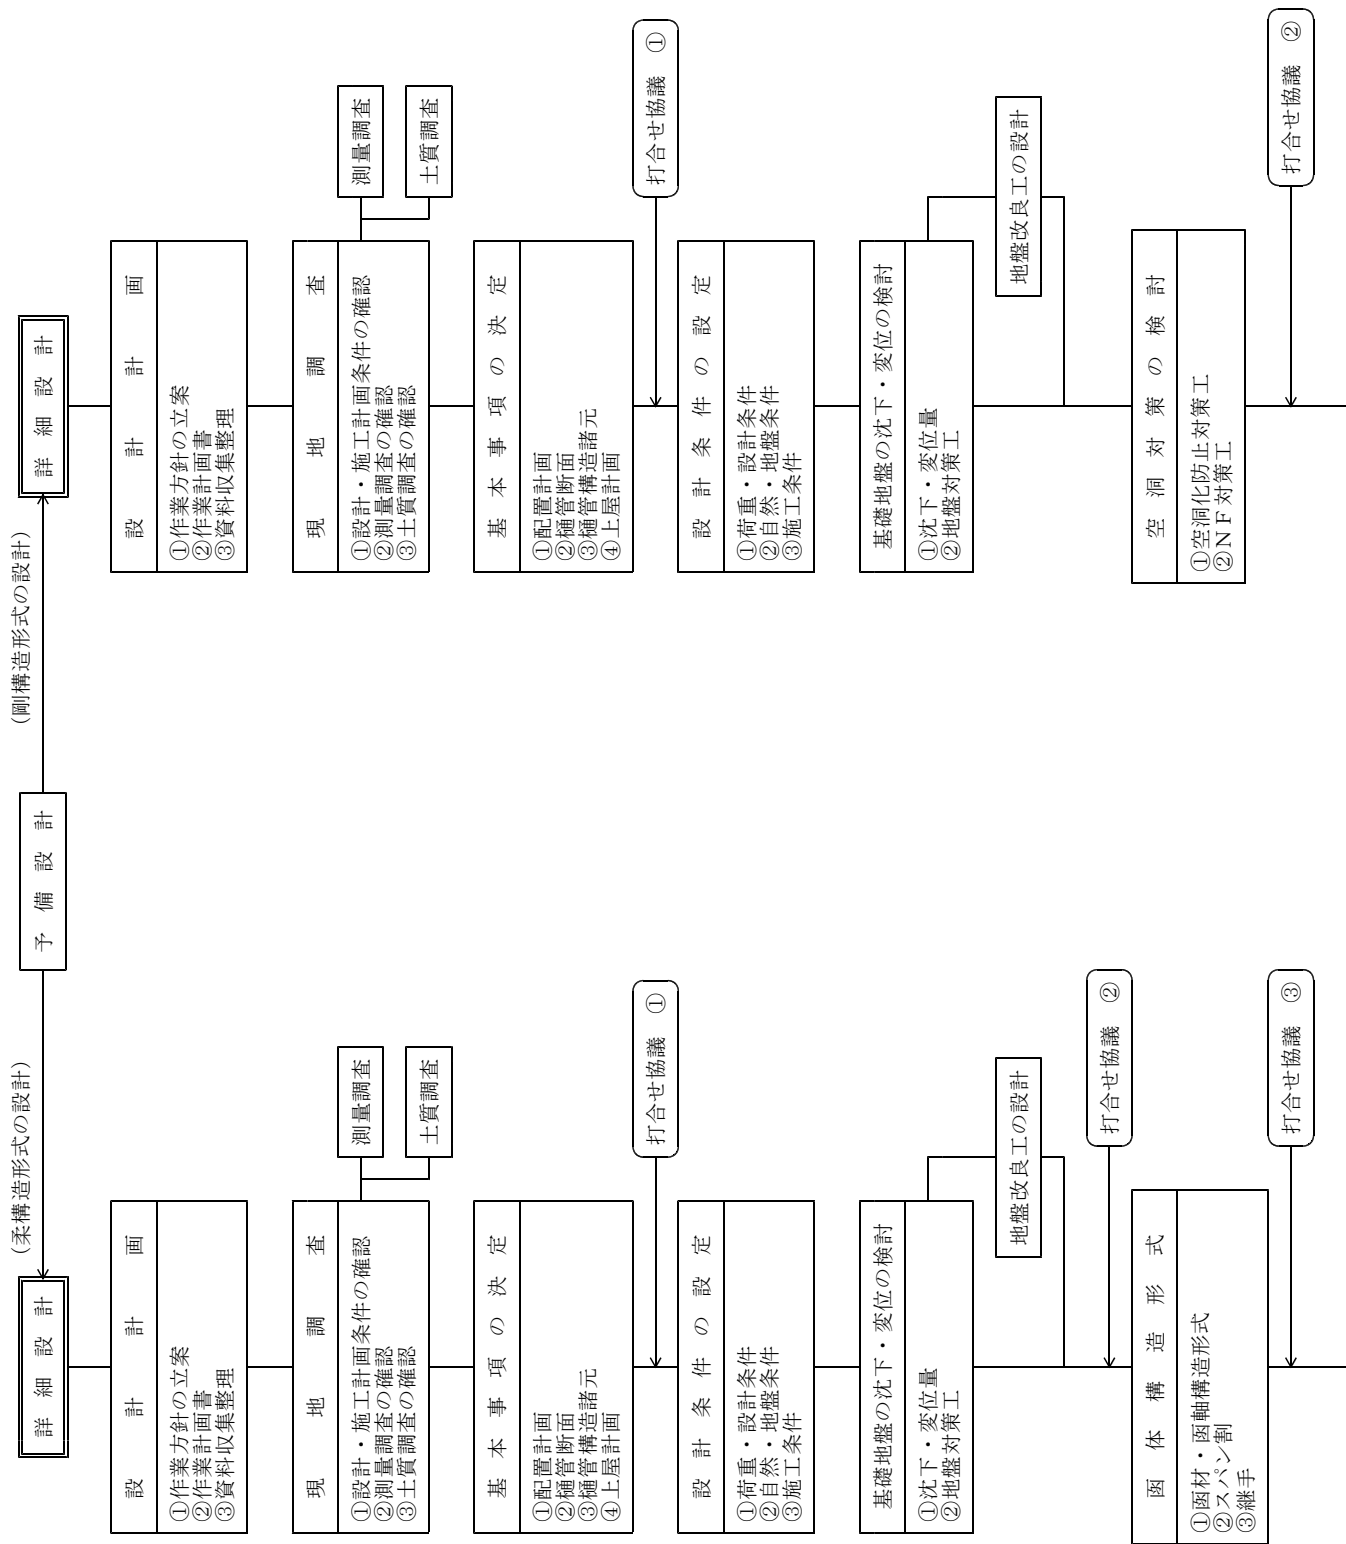 予備設計
(柔構造形式の設計)
(剛構造形式の設計)
詳細設計
設計計画
①作業方針の立案
②作業計画書
③資料収集整理
現地調査
①設計・施工計画条件の確認
②測量調査の確認
③土質調査の確認
測量調査
土質調査
基本事項の決定
①配置計画
②樋管断面
③樋管構造諸元
④上屋計画
打合せ協議 ①
設計条件の設定
①荷重・設計条件
②自然・地盤条件
③施工条件
基礎地盤の沈下・変位の検討
①沈下・変位量
②地盤対策工
地盤改良工の設計
打合せ協議 ②
函体構造形式
①函材・函軸構造形式
②スパン割
③継手
打合せ協議 ③
詳細設計
設計計画
①作業方針の立案
②作業計画書
③資料収集整理
現地調査
①設計・施工計画条件の確認
②測量調査の確認
③土質調査の確認
測量調査
土質調査
基本事項の決定
①配置計画
②樋管断面
③樋管構造諸元
④上屋計画
打合せ協議 ①
設計条件の設定
①荷重・設計条件
②自然・地盤条件
③施工条件
基礎地盤の沈下・変位の検討
①沈下・変位量
②地盤対策工
地盤改良工の設計
空洞対策の検討
①空洞化防止対策工
②NF対策工
打合せ協議 ②